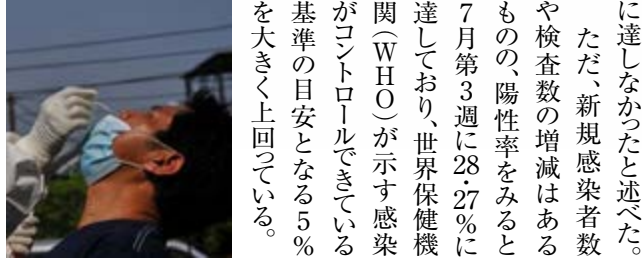 に達しなかったと述べた。
ただ、新規感染者数
や検査数の増減はある
ものの、陽性率をみると
7月第3週に28・27%に
達しており、世界保健機
関(WHO)が示す感染
がコントロールできている
基準の目安となる5%
を大きく上回っている。